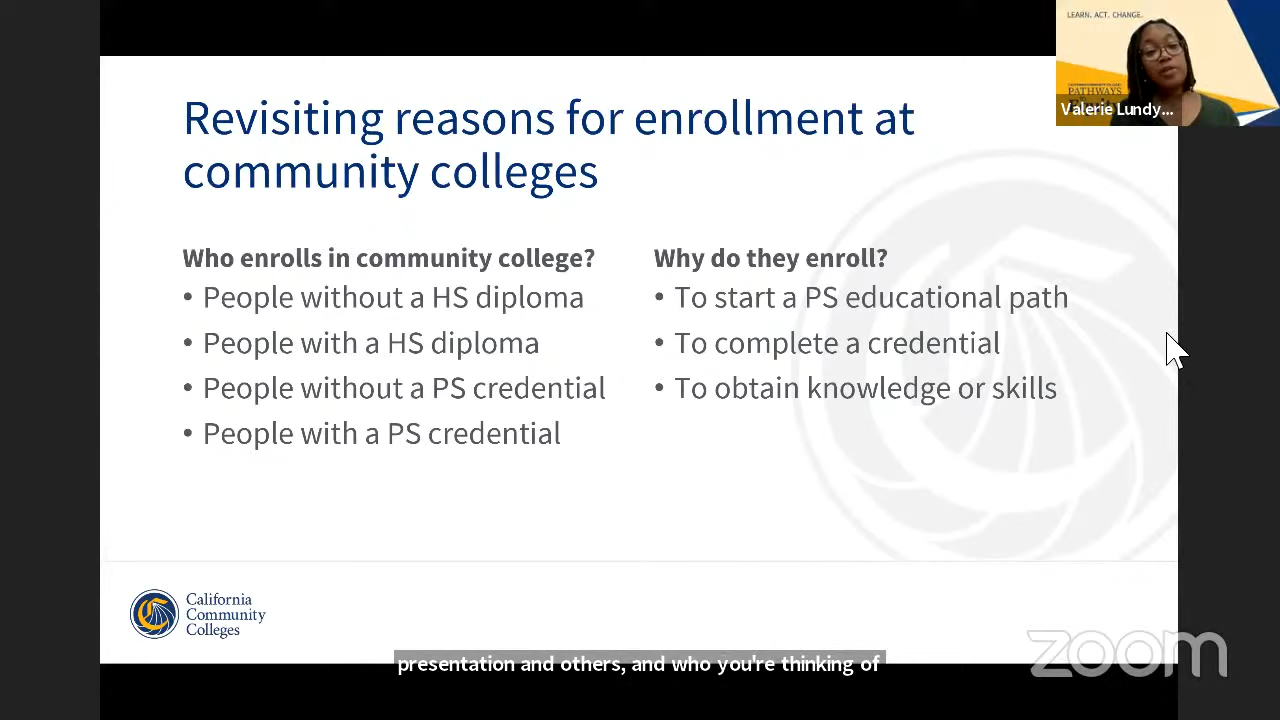 LEARN. ACT. CHANGE.
PATHWAYS
Valerie Lundy...
Revisiting reasons for enrollment at
community colleges
Who enrolls in community college?
• People without a HS diploma
• People with a HS diploma
• People without a PS credential
• People with a PS credential
Why do they enroll?
• To start a PS educational path
• To complete a credential
• To obtain knowledge or skills
California
Community
Colleges
zoom
presentation and others, and who you're thinking of